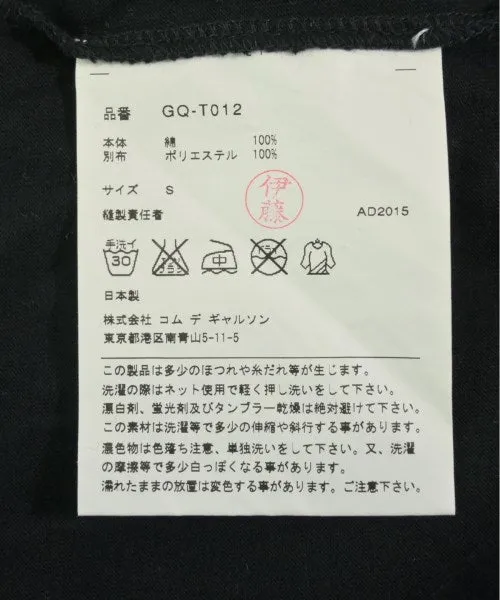 品番 GQ-T012
本体 綿 100%
別布 ポリエステル 100%
サイズ S
伊藤
縫製責任者
AD2015
手洗イ
30
中
日本製
株式会社 コム デ ギャルソン
東京都港区南青山5-11-5
この製品は多少のほつれや糸だれ等が生じます。
洗濯の際はネット使用で軽く押し洗いをして下さい。
漂白剤、蛍光剤及びタンブラー乾燥は絶対避けて下さい。
この素材は洗濯等で多少の伸縮や斜行する事があります。
濃色物は色落ち注意、単独洗いをして下さい。又、洗濯
の摩擦等で多少白っぽくなる事があります。
濡れたままの放置は変色する事があります。ご注意下さい。